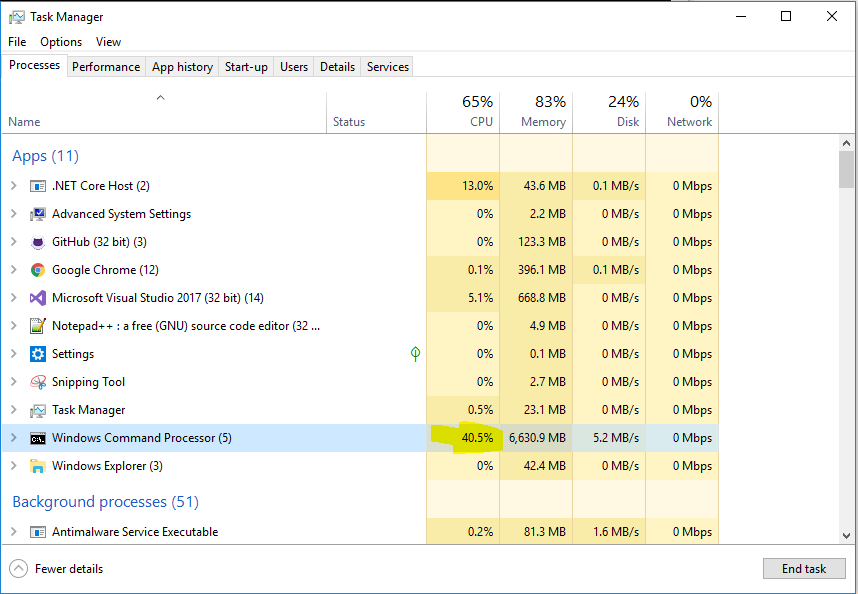 Task Manager
File Options View
Processes Performance App history Start-up Users Details Services
65% 83% 24% 0%
Name Status CPU Memory Disk Network
Apps (11)
.NET Core Host (2) 13.0% 43.6 MB 0.1 MB/s 0 Mbps
Advanced System Settings 0% 2.2 MB 0 MB/s 0 Mbps
GitHub (32 bit) (3) 0% 123.3 MB 0 MB/s 0 Mbps
Google Chrome (12) 0.1% 396.1 MB 0.1 MB/s 0 Mbps
Microsoft Visual Studio 2017 (32 bit) (14) 5.1% 668.8 MB 0 MB/s 0 Mbps
Notepad++ : a free (GNU) source code editor (32 ... 0% 4.9 MB 0 MB/s 0 Mbps
Settings 0% 0.1 MB 0 MB/s 0 Mbps
Snipping Tool 0% 2.7 MB 0 MB/s 0 Mbps
Task Manager 0.5% 23.1 MB 0 MB/s 0 Mbps
Windows Command Processor (5) 40.5% 6,630.9 MB 5.2 MB/s 0 Mbps
Windows Explorer (3) 0% 42.4 MB 0 MB/s 0 Mbps
Background processes (51)
Antimalware Service Executable 0.2% 81.3 MB 1.6 MB/s 0 Mbps
Fewer details End task